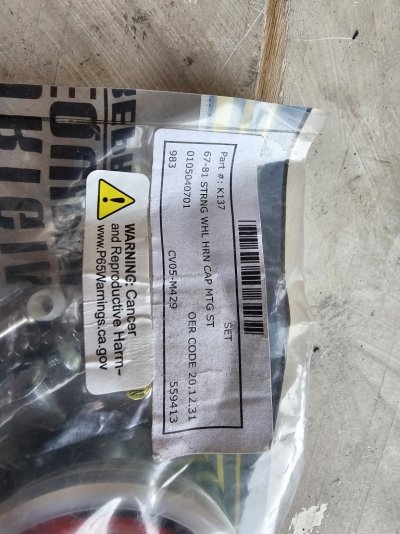 Part #: K137
SET
67-81 STRNG WHL HRN CAP MTG ST
0105040701
OER CODE 20.12.31
983
CV05-M429
559413
WARNING: Cancer
and Reproductive Harm-
www.P65Warnings.ca.gov